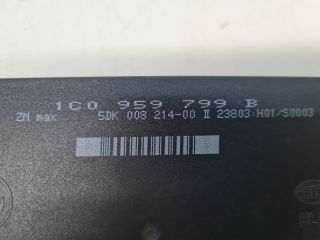 1C0 959 799 B
ZM max 5DK 008 214-00 II 23803:H01/S0003